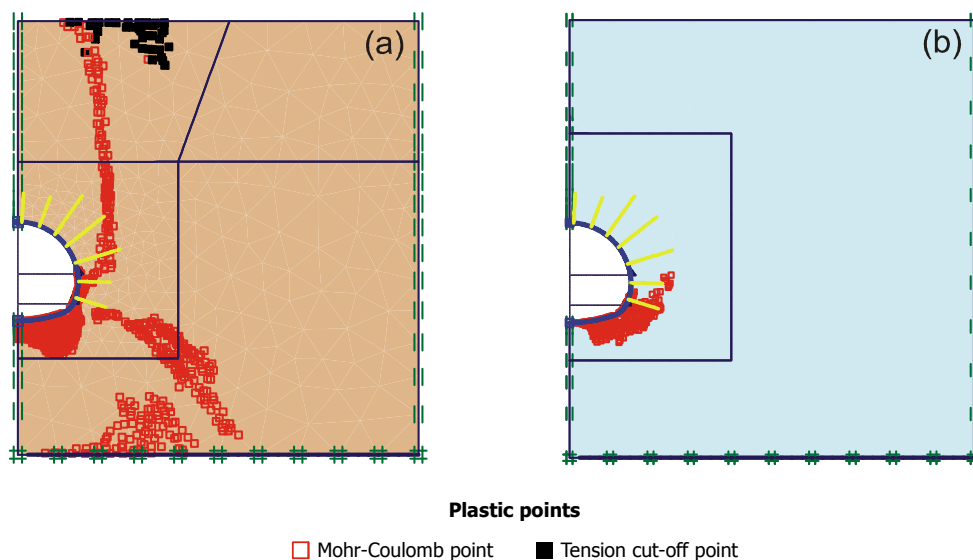 (a)
(b)
Plastic points
Mohr-Coulomb point
Tension cut-off point